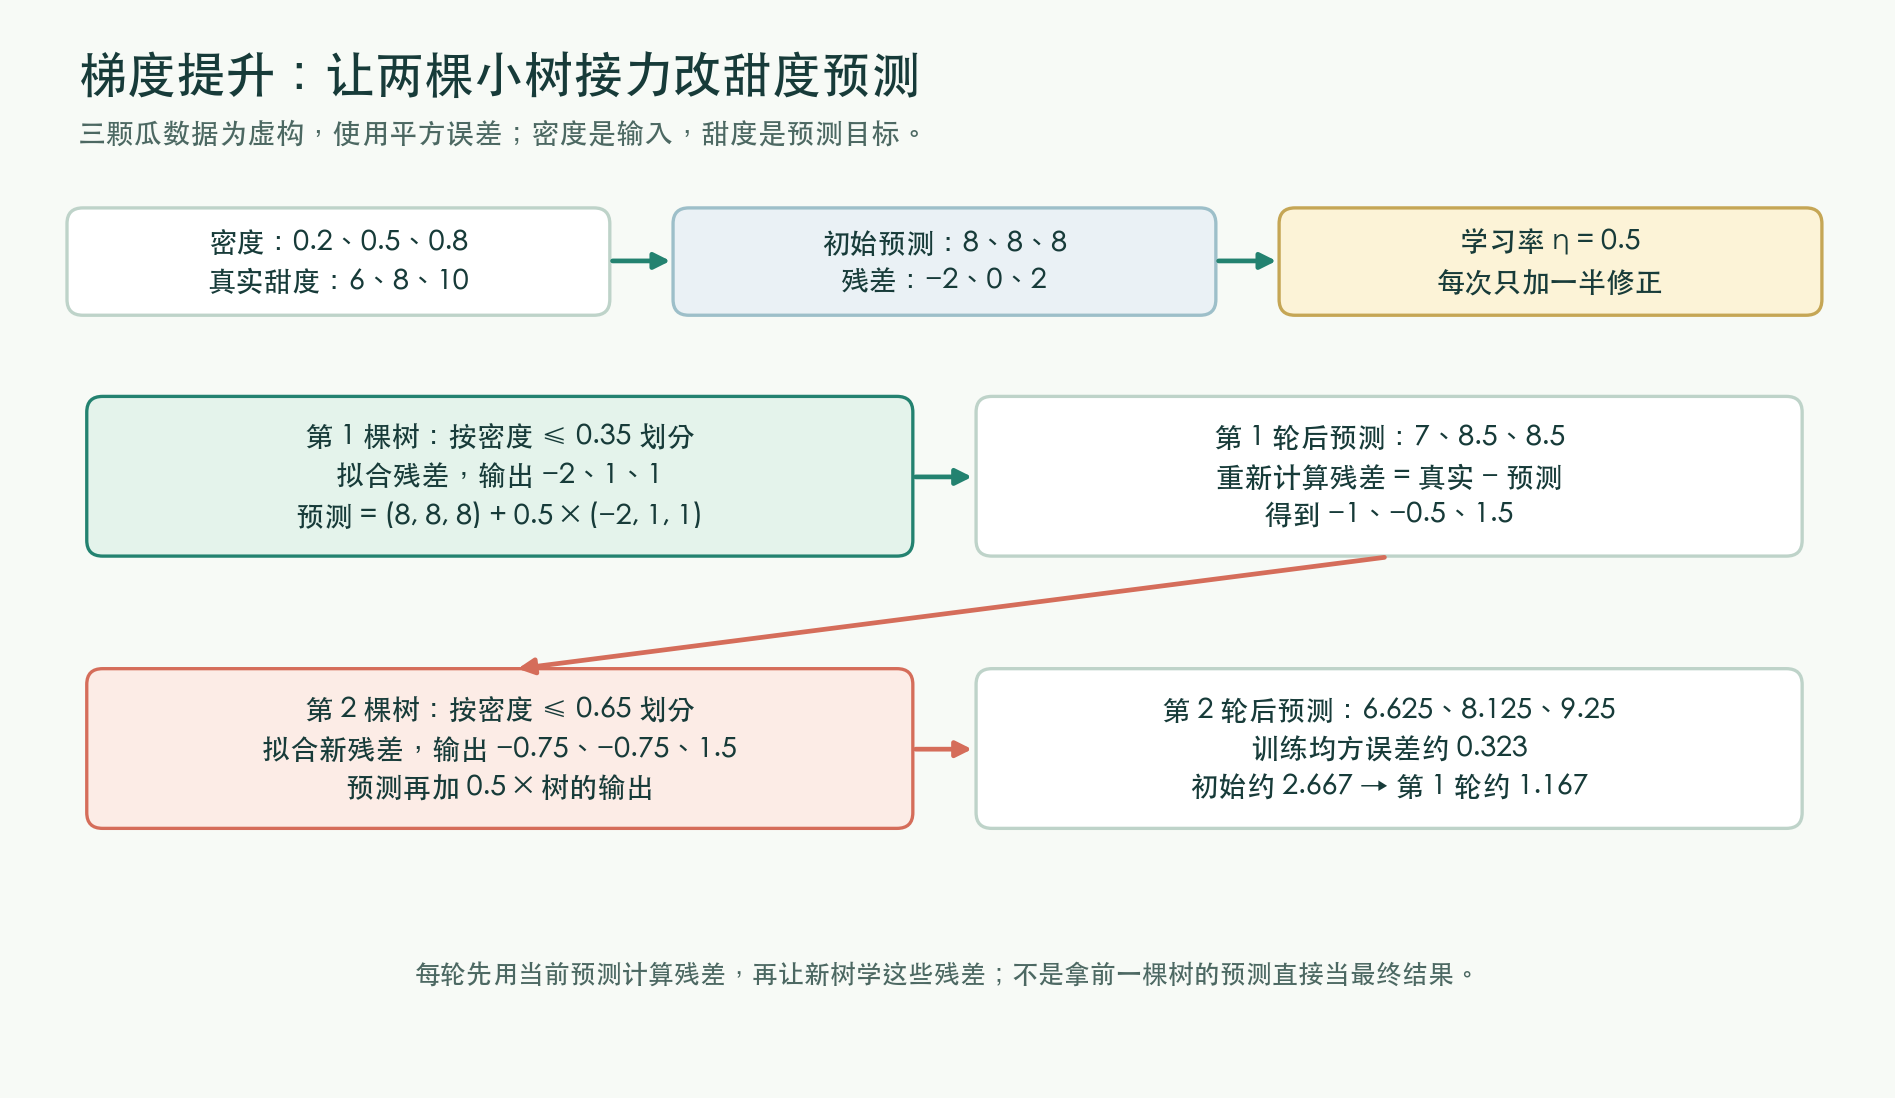 梯度提升：让两棵小树接力改甜度预测
三颗瓜数据为虚构，使用平方误差；密度是输入，甜度是预测目标。
密度：0.2、0.5、0.8
真实甜度：6、8、10
初始预测：8、8、8
残差：−2、0、2
学习率 η = 0.5
每次只加一半修正
第 1 棵树：按密度 ≤ 0.35 划分
拟合残差，输出 −2、1、1
预测 = (8, 8, 8) + 0.5 × (−2, 1, 1)
第 1 轮后预测：7、8.5、8.5
重新计算残差 = 真实 − 预测
得到 −1、−0.5、1.5
第 2 棵树：按密度 ≤ 0.65 划分
拟合新残差，输出 −0.75、−0.75、1.5
预测再加 0.5 × 树的输出
第 2 轮后预测：6.625、8.125、9.25
训练均方误差约 0.323
初始约 2.667 → 第 1 轮约 1.167
每轮先用当前预测计算残差，再让新树学这些残差；不是拿前一棵树的预测直接当最终结果。